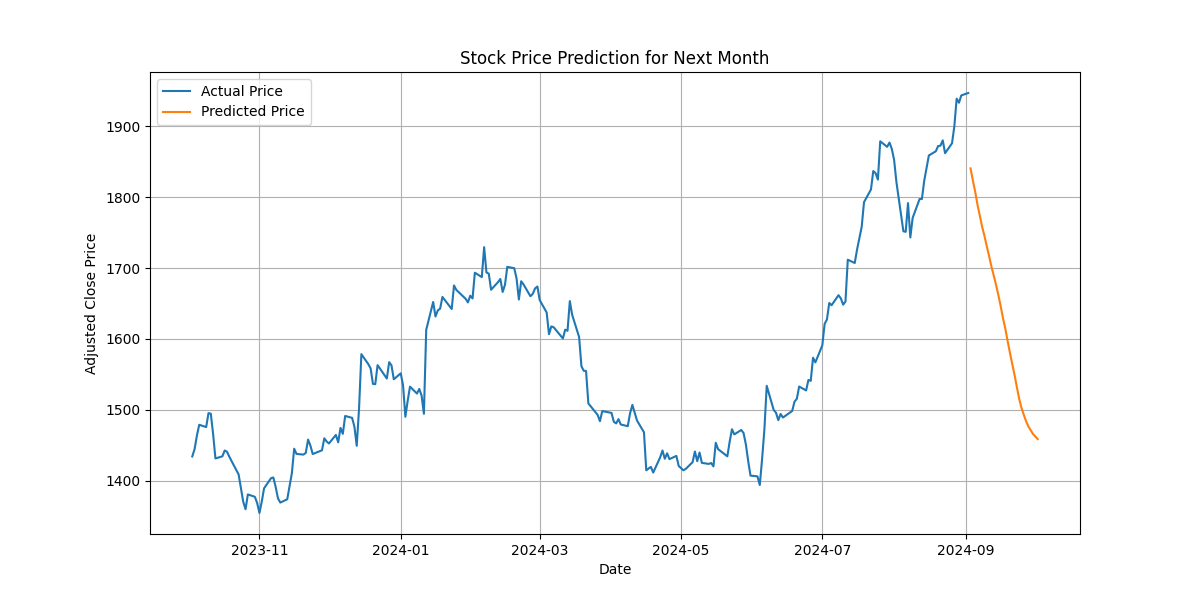 Stock Price Prediction for Next Month
Actual Price
Predicted Price
Adjusted Close Price
1900
1800
1700
1600
1500
1400
2023-11
2024-01
2024-03
2024-05
2024-07
2024-09
Date